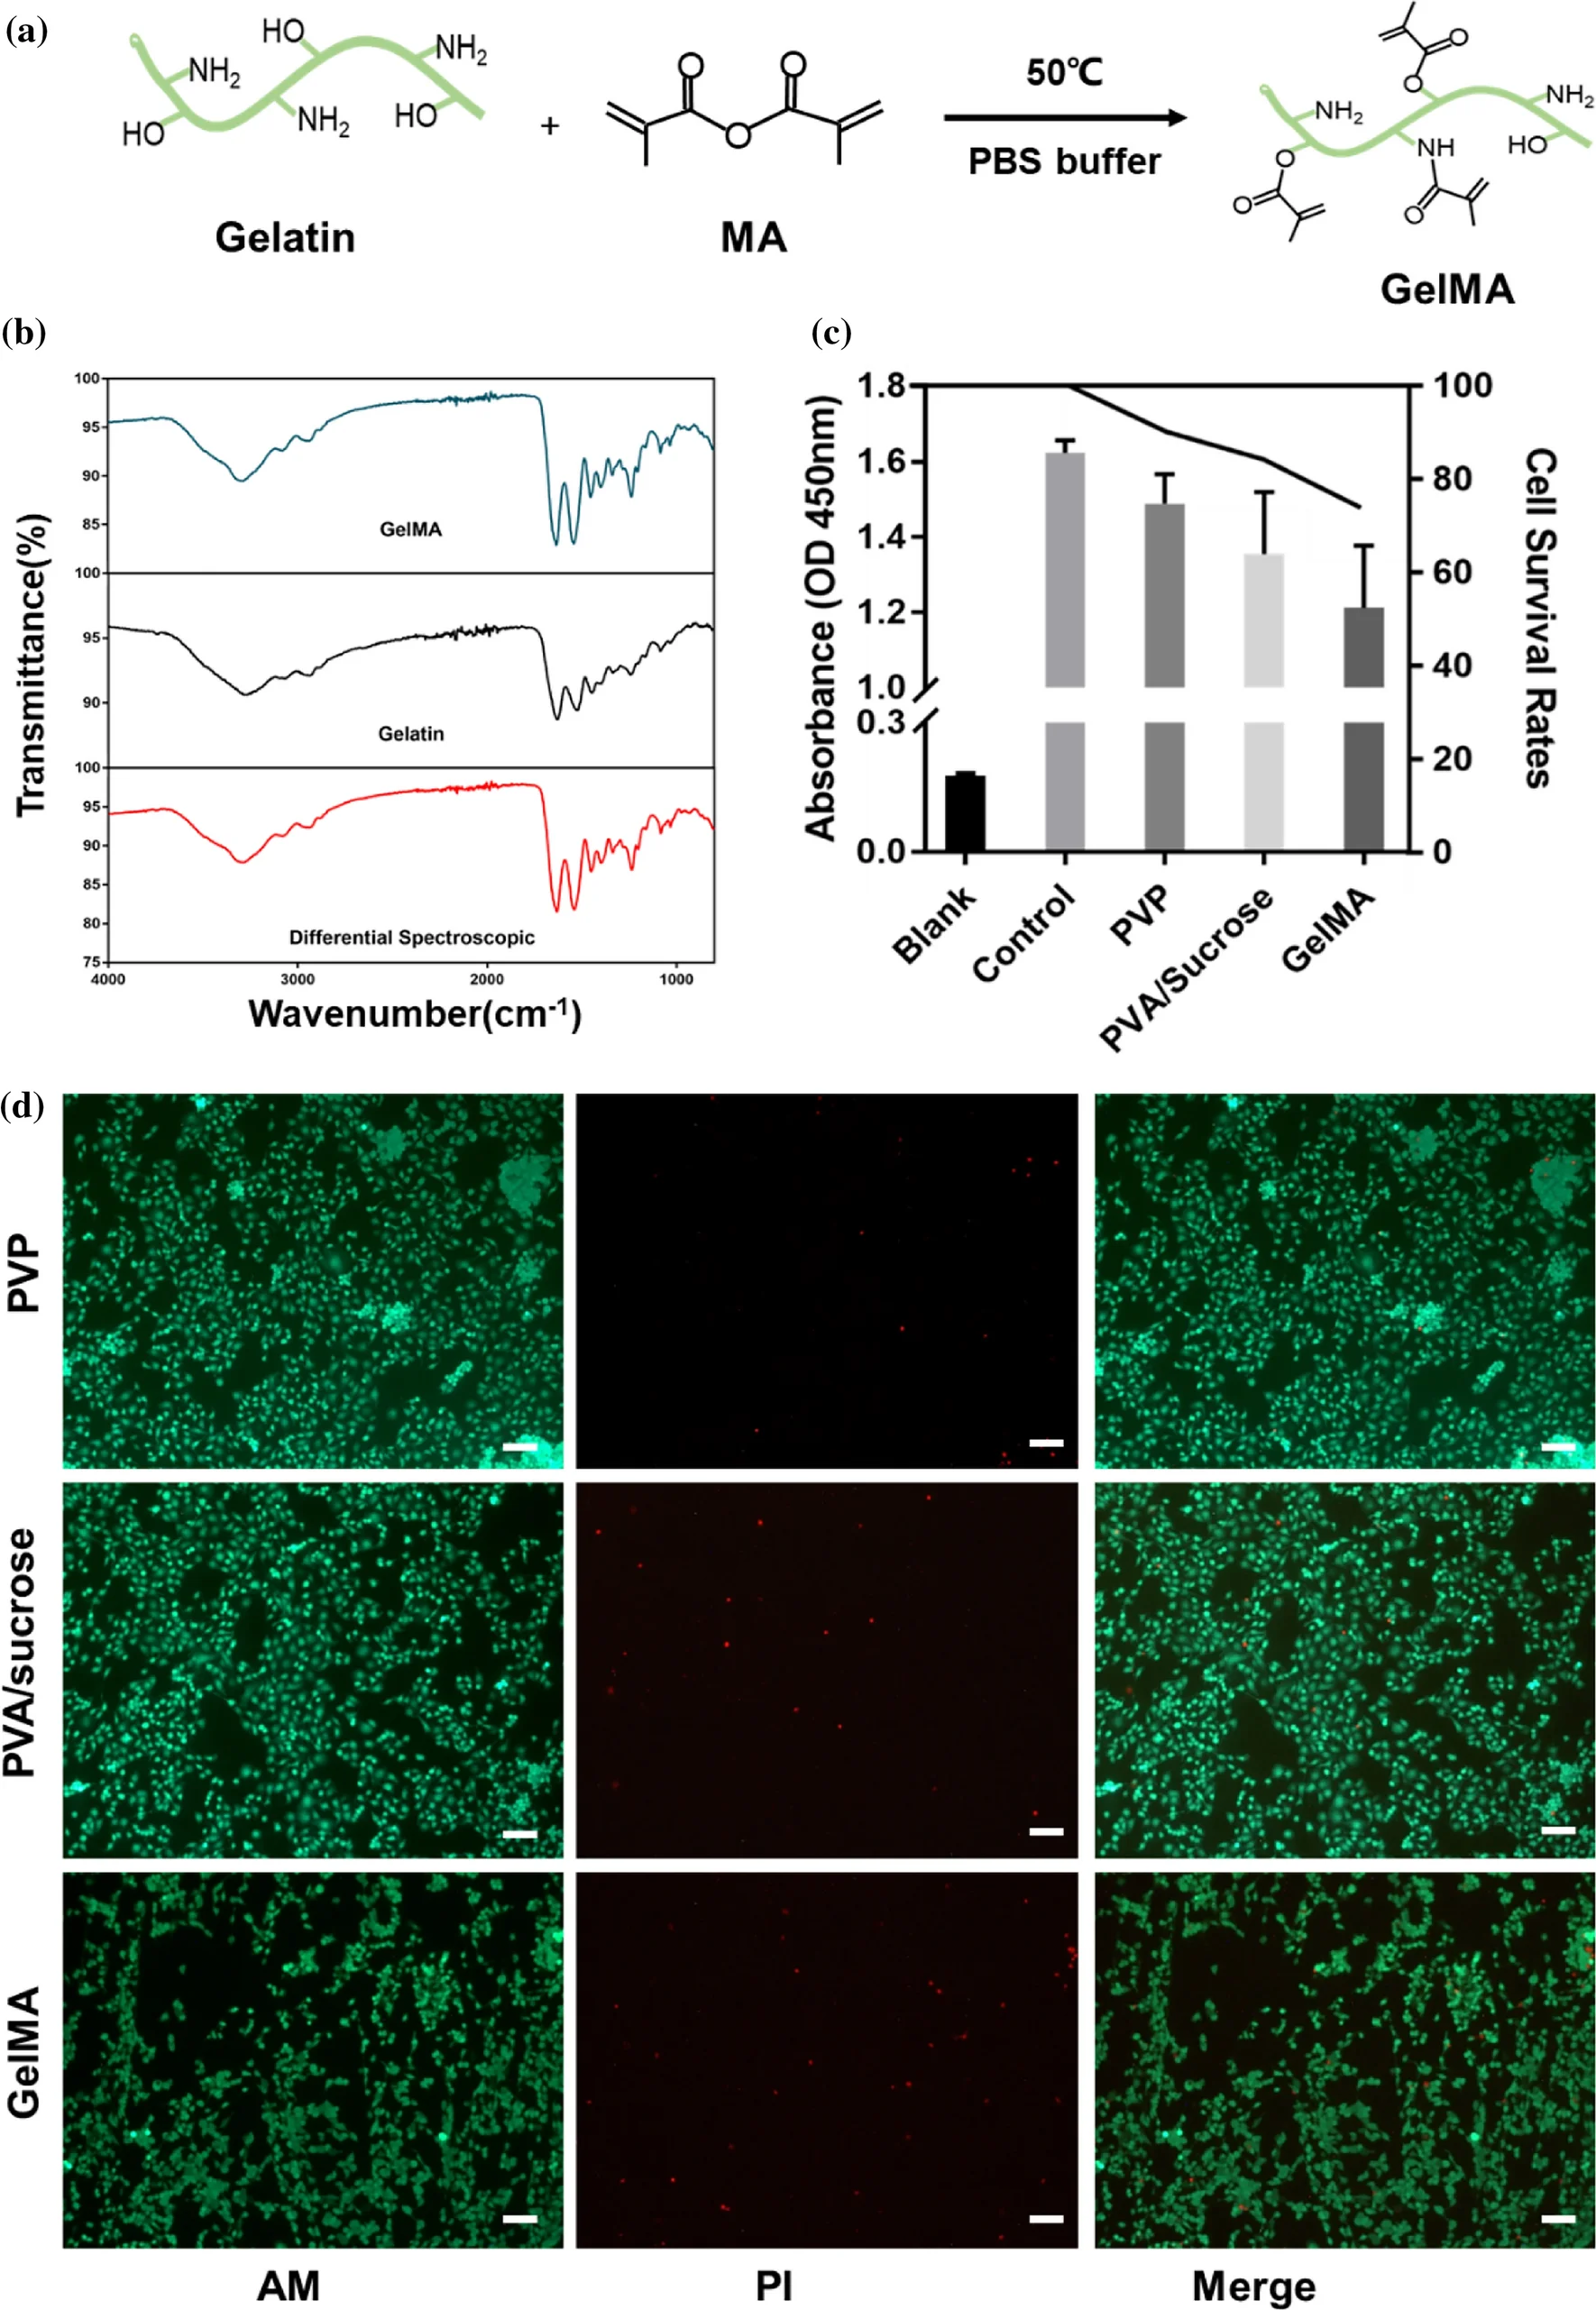 (a)
HO
NH2
NH2
HO
NH2
HO
Gelatin
+
O
O
O
MA
50℃
PBS buffer
O
O
NH2
NH2
O
O
NH
O
HO
GelMA
(b)
Transmittance(%)
100
95
90
85
GelMA
100
95
90
Gelatin
100
95
90
85
80
75
Differential Spectroscopic
4000
3000
2000
1000
Wavenumber(cm-1)
(c)
Absorbance (OD 450nm)
1.8
1.6
1.4
1.2
1.0
0.3
0.0
100
80
60
40
20
0
Cell Survival Rates
Blank
Control
PVP
PVA/Sucrose
GelMA
(d)
PVP
PVA/sucrose
GelMA
AM
PI
Merge